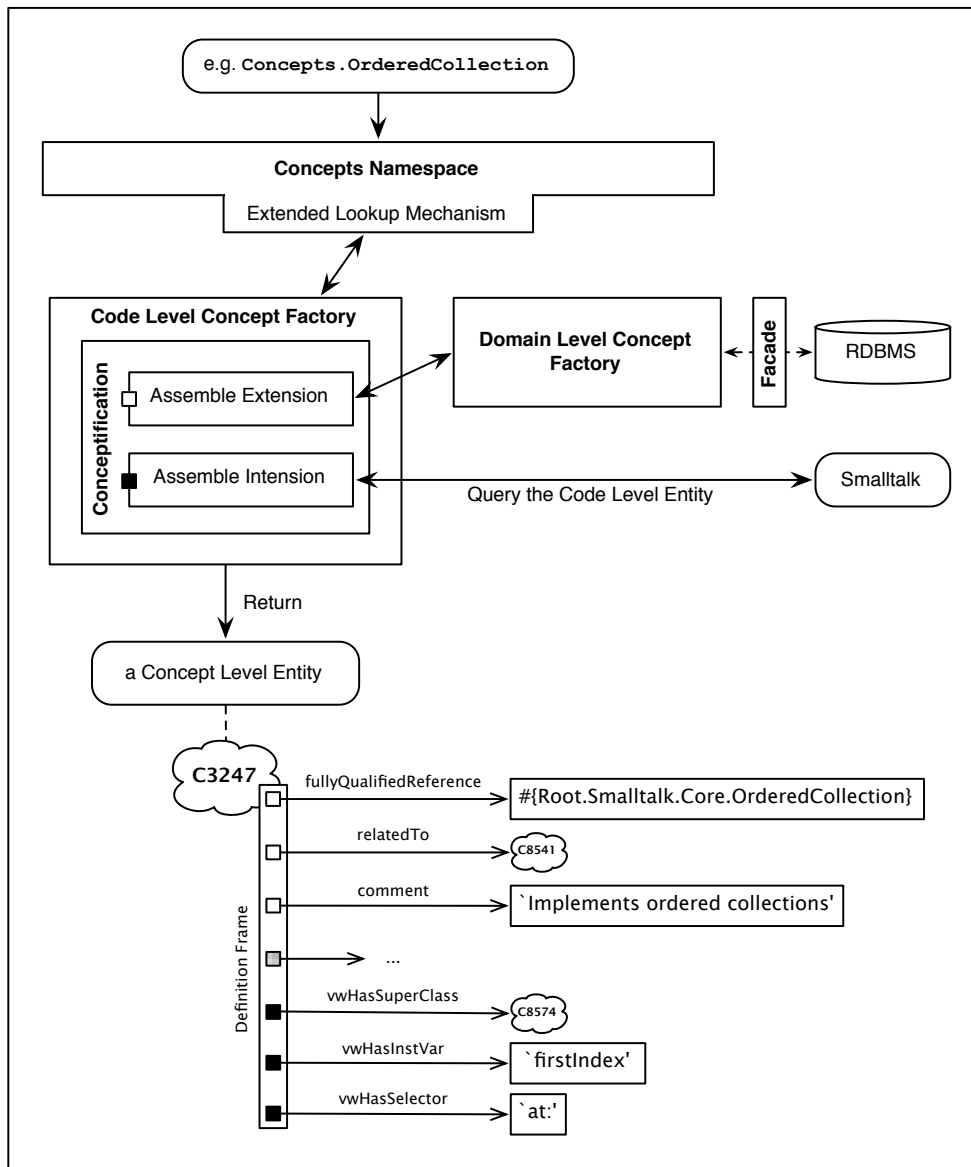 e.g. Concepts.OrderedCollection
Concepts Namespace
Extended Lookup Mechanism
Code Level Concept Factory
Conceptification
Assemble Extension
Assemble Intension
Domain Level Concept
Factory
Facade
RDBMS
Query the Code Level Entity
Smalltalk
Return
a Concept Level Entity
C3247
Definition Frame
fullyQualifiedReference
#{Root.Smalltalk.Core.OrderedCollection}
relatedTo
C8541
comment
`Implements ordered collections'
...
vwHasSuperClass
C8574
vwHasInstVar
`firstIndex'
vwHasSelector
`at:'